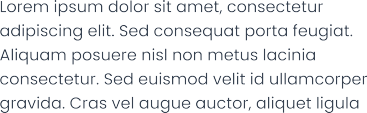 Lorem ipsum dolor sit amet, consectetur
adipiscing elit. Sed consequat porta feugiat.
Aliquam posuere nisl non metus lacinia
consectetur. Sed euismod velit id ullamcorper
gravida. Cras vel augue auctor, aliquet ligula